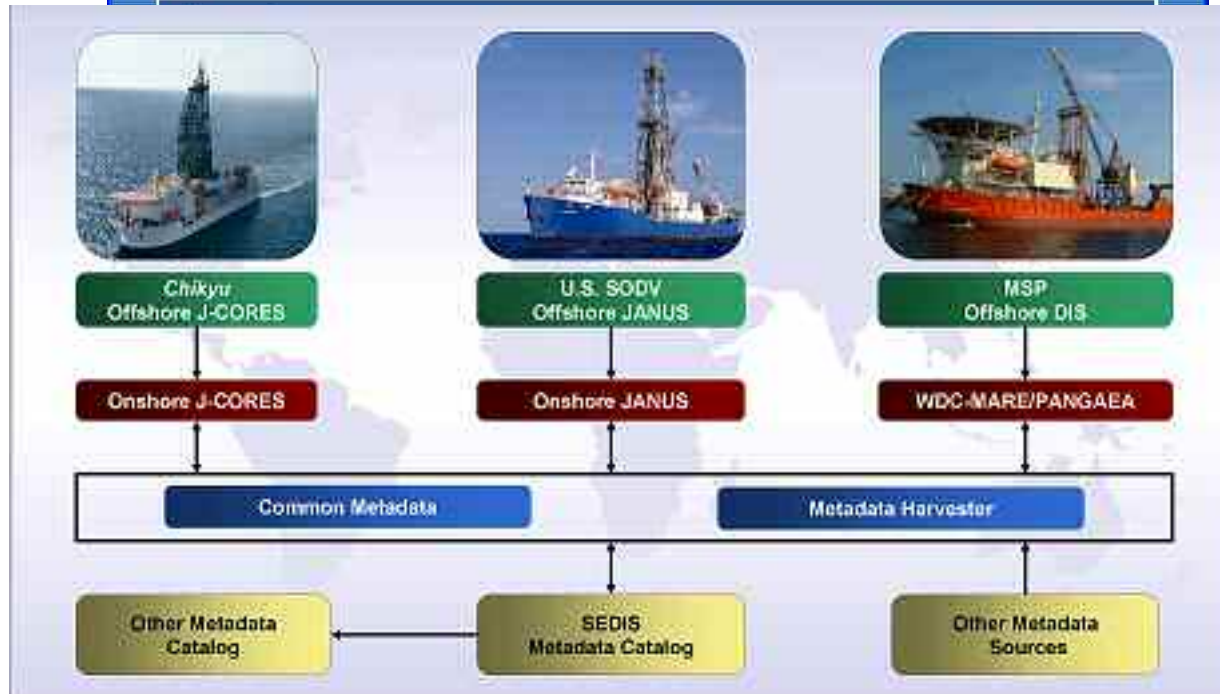 Chikyu
Offshore J-CORES
U.S. SODV
Offshore JANUS
MSP
Offshore DIS
Onshore J-CORES
Onshore JANUS
WDC-MARE/PANGAEA
Common Metadata
Metadata Harvester
Other Metadata
Catalog
SEDIS
Metadata Catalog
Other Metadata
Sources